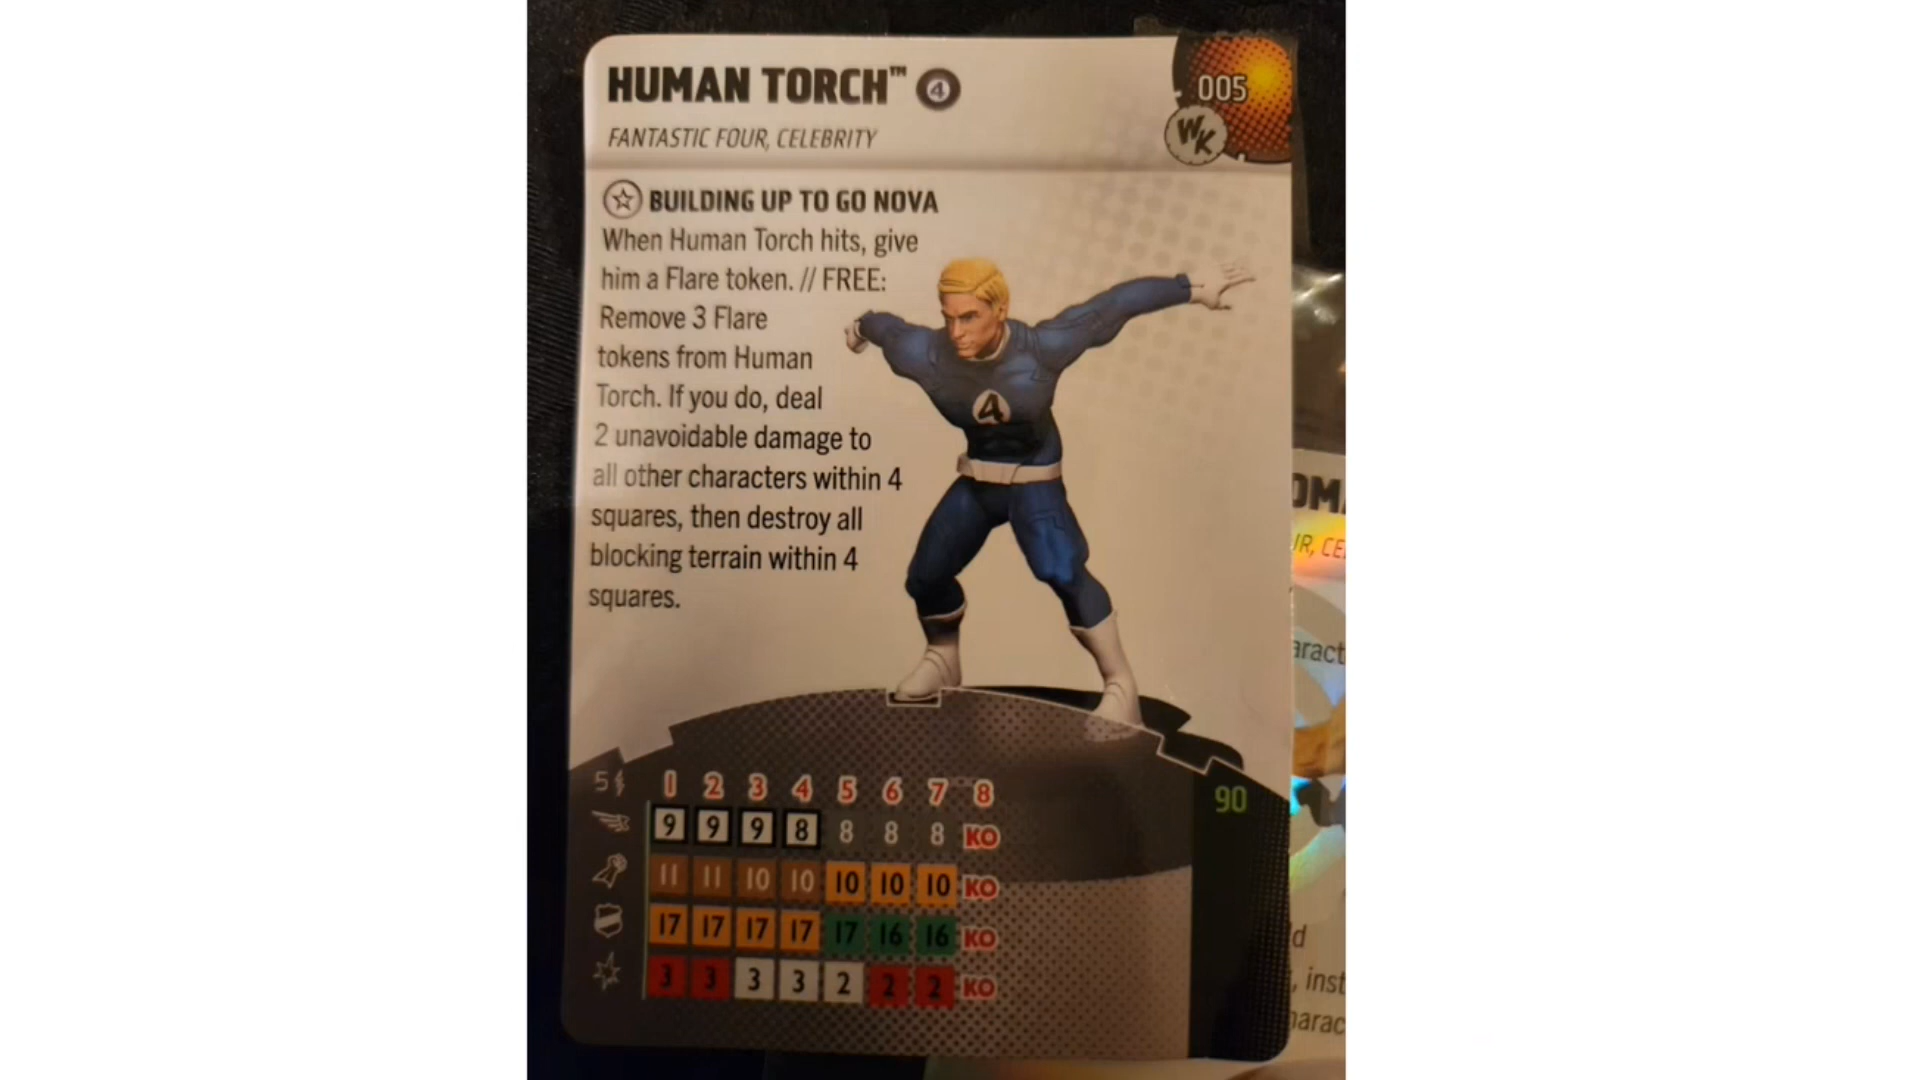 HUMAN TORCH™ 4
005
WK
FANTASTIC FOUR, CELEBRITY
BUILDING UP TO GO NOVA
When Human Torch hits, give
him a Flare token. // FREE:
Remove 3 Flare
tokens from Human
Torch. If you do, deal
2 unavoidable damage to
all other characters within 4
squares, then destroy all
blocking terrain within 4
squares.
4
5 1 2 3 4 5 6 7 8
90
9 9 9 8 8 8 8 KO
11 11 10 10 10 10 10 KO
17 17 17 17 17 16 16 KO
3 3 3 3 2 2 2 KO